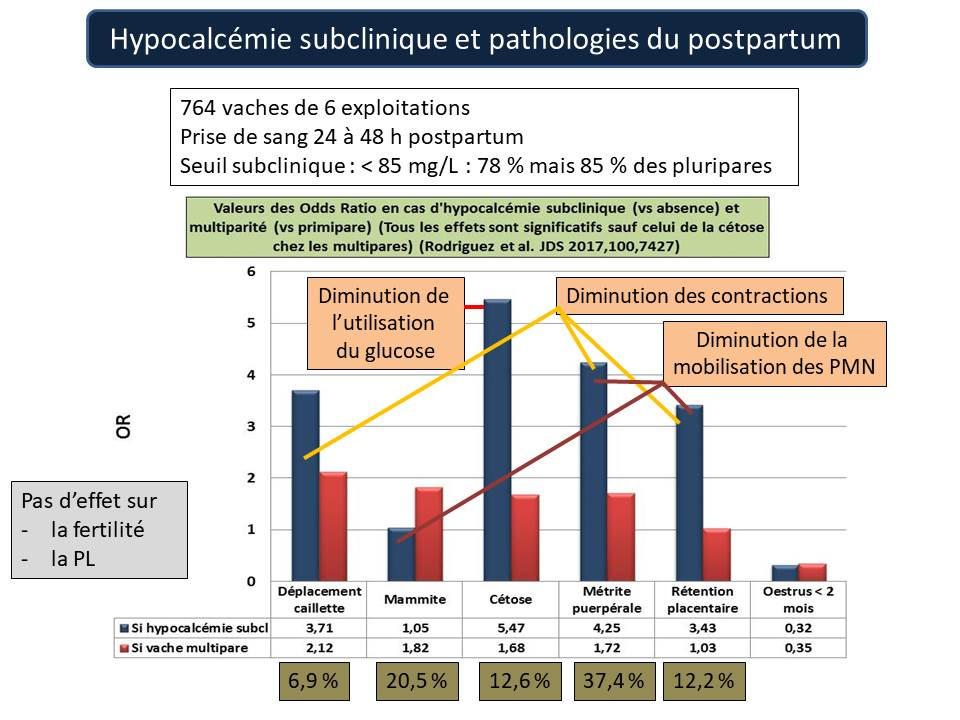 Hypocalcémie subclinique et pathologies du postpartum
764 vaches de 6 exploitations
Prise de sang 24 à 48 h postpartum
Seuil subclinique : < 85 mg/L : 78 % mais 85 % des pluripares
Valeurs des Odds Ratio en cas d'hypocalcémie subclinique (vs absence) et
multiparité (vs primipare) (Tous les effets sont significatifs sauf celui de la cétose
chez les multipares) (Rodriguez et al. JDS 2017,100,7427)
6
5
4
3
2
1
0
OR
Diminution de
l'utilisation
du glucose
Diminution des contractions
Diminution de la
mobilisation des PMN
Pas d'effet sur
- la fertilité
- la PL
Déplacement
caillette
Mammite
Cétose
Métrite
puerpérale
Rétention
placentaire
Oestrus < 2
mois
Si hypocalcémie subcl 3,71 1,05 5,47 4,25 3,43 0,32
Si vache multipare 2,12 1,82 1,68 1,72 1,03 0,35
6,9 % 20,5 % 12,6 % 37,4 % 12,2 %